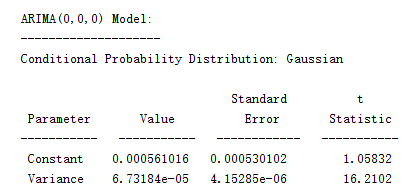 ARIMA(0,0,0) Model:
--------------------
Conditional Probability Distribution: Gaussian
Standard t
Parameter Value Error Statistic
----------- ----------- ------------ -----------
Constant 0.000561016 0.000530102 1.05832
Variance 6.73184e-05 4.15285e-06 16.2102